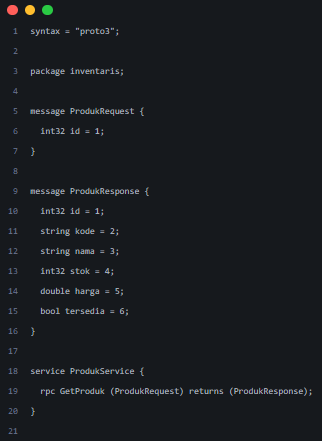 1 syntax = "proto3";
2
3 package inventaris;
4
5 message ProdukRequest {
6   int32 id = 1;
7 }
8
9 message ProdukResponse {
10   int32 id = 1;
11   string kode = 2;
12   string nama = 3;
13   int32 stok = 4;
14   double harga = 5;
15   bool tersedia = 6;
16 }
17
18 service ProdukService {
19   rpc GetProduk (ProdukRequest) returns (ProdukResponse);
20 }
21